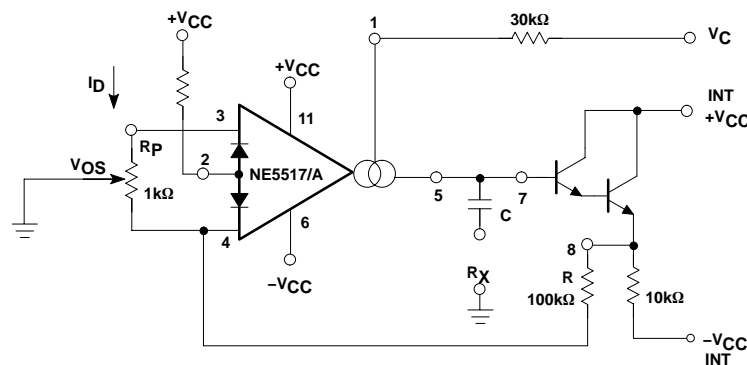 +VCC
1
30kΩ
VC
ID
+VCC
INT
+VCC
3
11
RP
VOS
2
NE5517/A
1kΩ
5
7
C
4
6
−VCC
8
RX
R
100kΩ
10kΩ
−VCC
INT